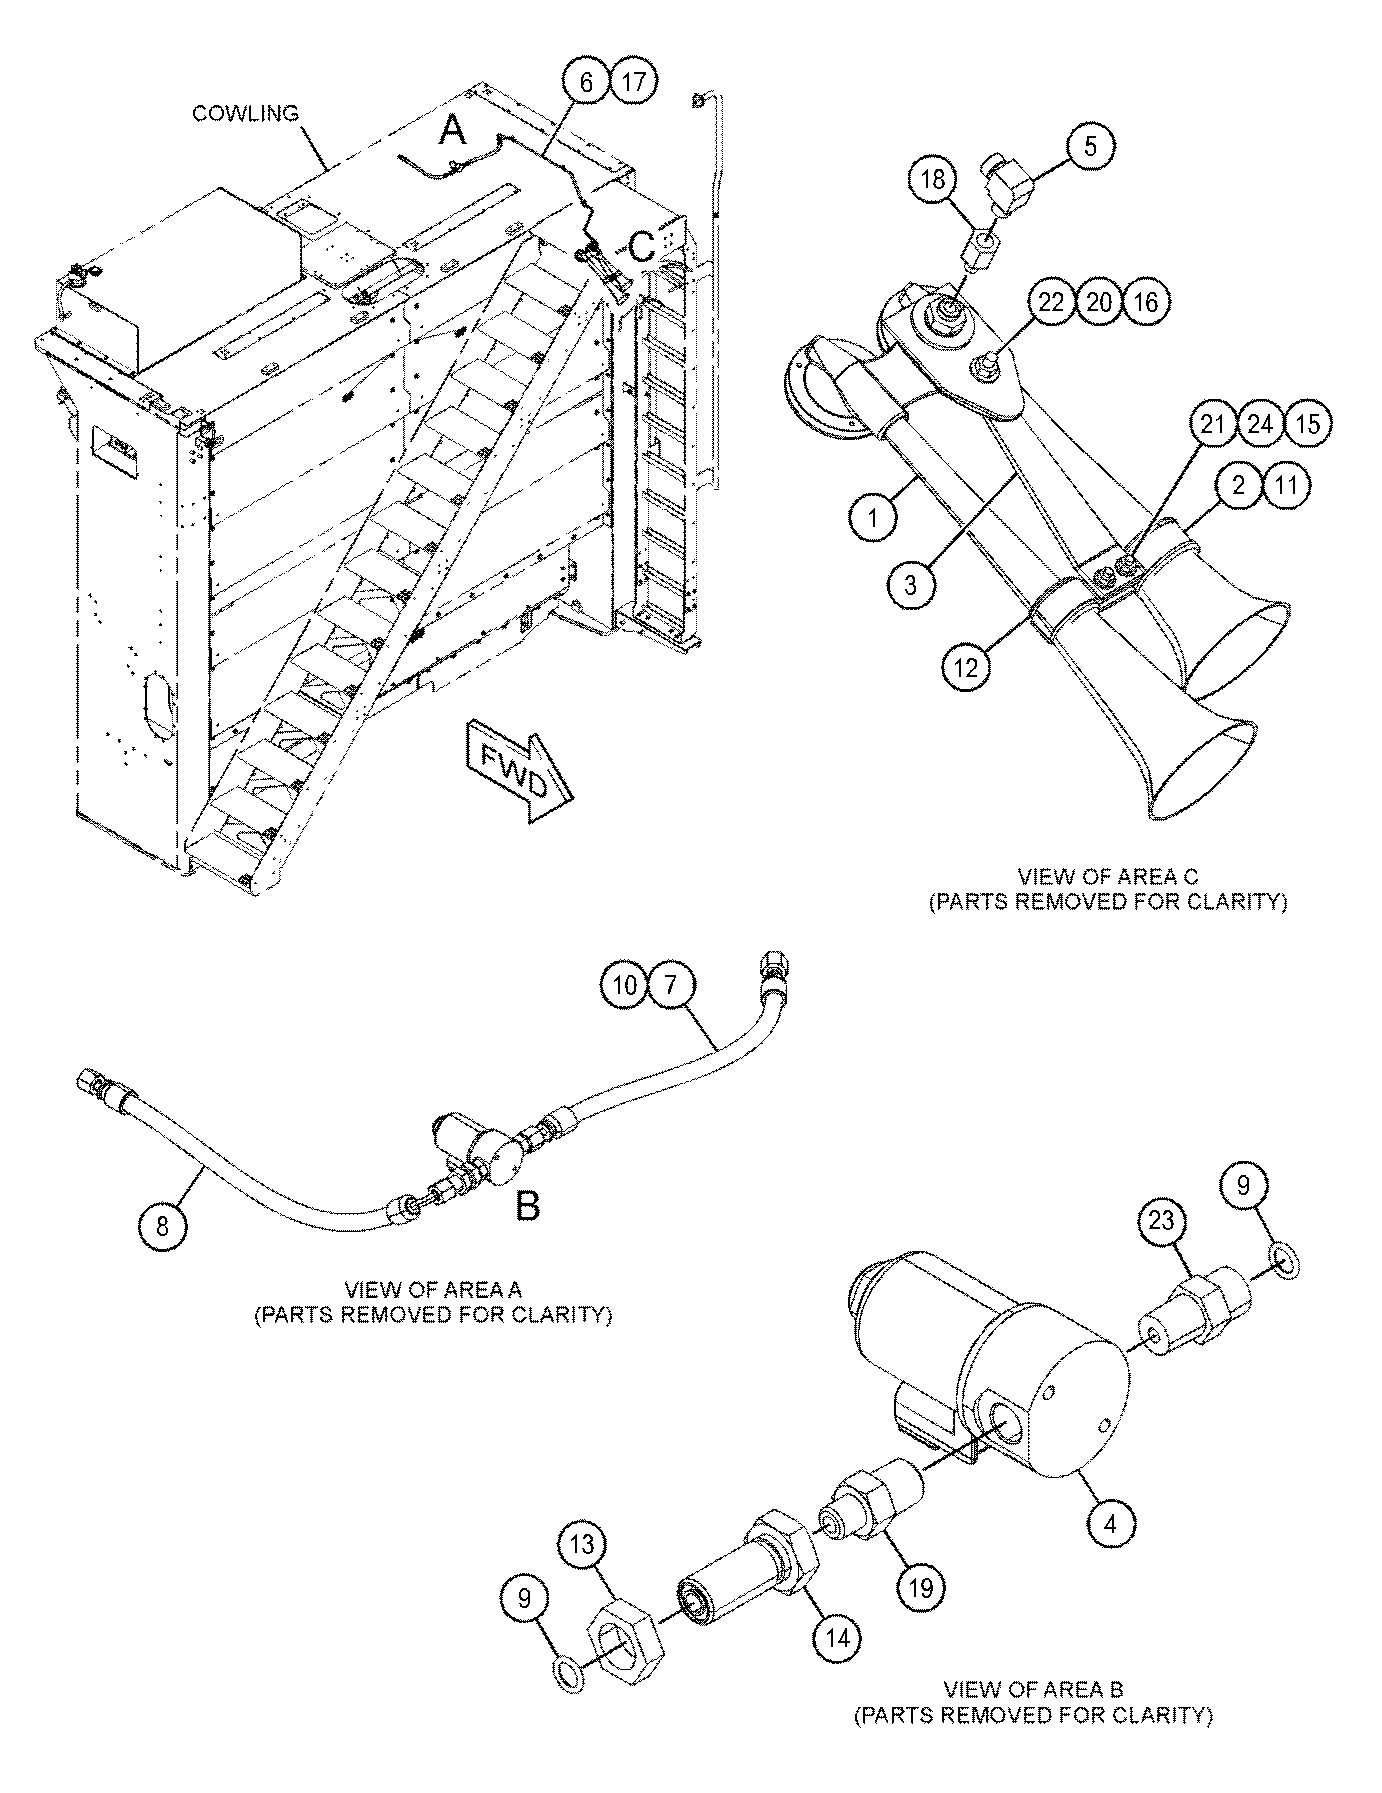 6 17
COWLING
A
C
FWD
5
18
22 20 16
21 24 15
2 11
1
3
12
VIEW OF AREA C
(PARTS REMOVED FOR CLARITY)
10 7
8
B
VIEW OF AREA A
(PARTS REMOVED FOR CLARITY)
9
23
4
13
19
9
14
VIEW OF AREA B
(PARTS REMOVED FOR CLARITY)